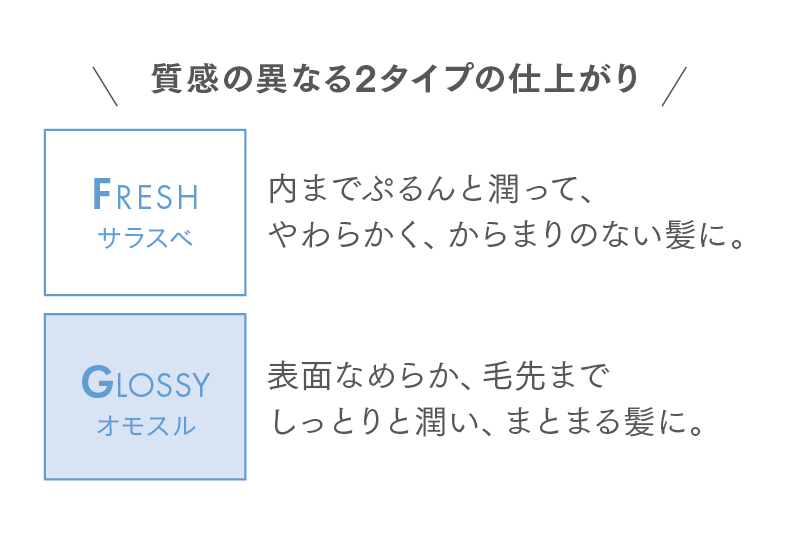 質感の異なる2タイプの仕上がり
FRESH
サラスベ
内までぷるんと潤って、
やわらかく、からまりのない髪に。
GLOSSY
オモスル
表面なめらか、毛先まで
しっとりと潤い、まとまる髪に。